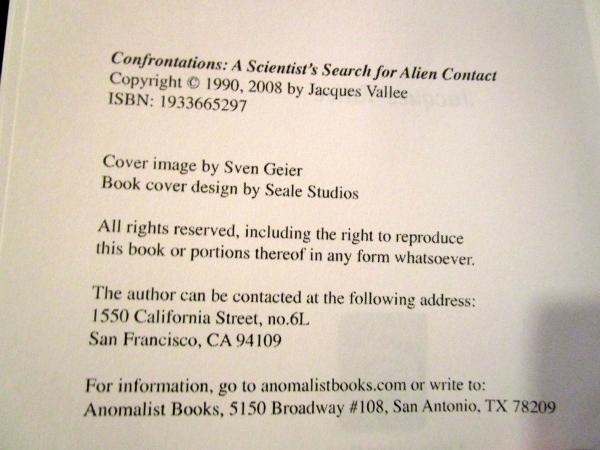 Confrontations: A Scientist's Search for Alien Contact
Copyright © 1990, 2008 by Jacques Vallee
ISBN: 1933665297
Cover image by Sven Geier
Book cover design by Seale Studios
All rights reserved, including the right to reproduce
this book or portions thereof in any form whatsoever.
The author can be contacted at the following address:
1550 California Street, no.6L
San Francisco, CA 94109
For information, go to anomalistbooks.com or write to:
Anomalist Books, 5150 Broadway #108, San Antonio, TX 78209